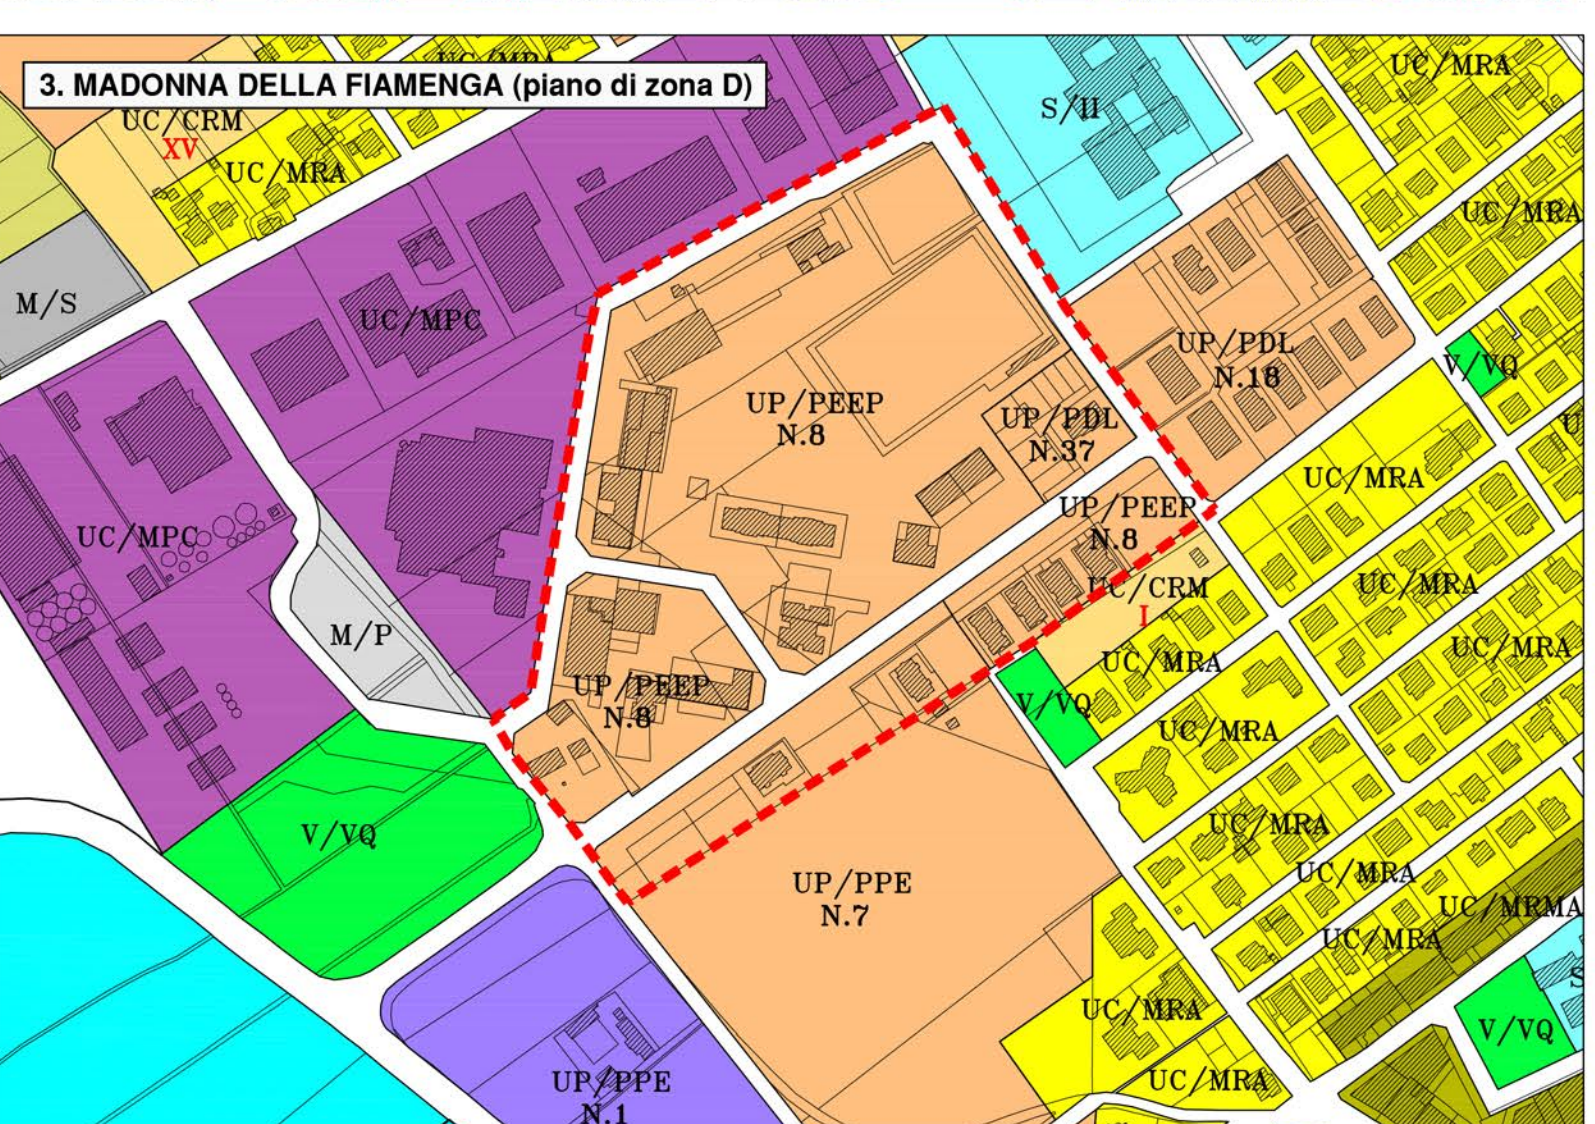 UC/MRA
3. MADONNA DELLA FIAMENGA (piano di zona D)
UC/MRA
S/II
UC/CRM
XV
UC/MRA
UC/MRA
M/S
UC/MPC
UP/PDL
N.18
V/VQ
UP/PEEP
N.8
UP/PDL
N.37
UC/MRA
UC/MPC
UP/PEEP
N.8
UC/CRM
I
UC/MRA
M/P
UC/MRA
UC/MRA
UP/PEEP
N.8
V/VQ
UC/MRA
V/VQ
UC/MRA
UC/MRA
UP/PPE
N.7
UC/MRMA
UC/MRA
UC/MRA
V/VQ
UP/PPE
N.1
UC/MRA